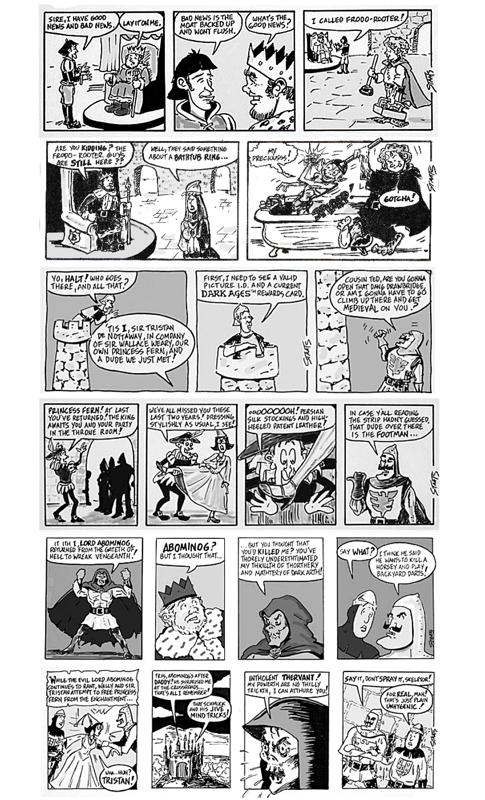 SIRE, I HAVE GOOD
NEWS AND BAD NEWS.
LAY IT ON ME.
BAD NEWS IS THE
MOAT BACKED UP
AND WON'T FLUSH.
WHAT'S THE
GOOD NEWS?
I CALLED FRODO-ROOTER!
ARE YOU KIDDING? THE
FRODO-ROOTER GUYS
ARE STILL HERE??
WELL, THEY SAID SOMETHING
ABOUT A BATHTUB RING...
MY
PRECIOUSSS!
GOTCHA!
YO, HALT! WHO GOES
THERE, AND ALL THAT?
'TIS I, SIR TRISTAN
DE NOTTAWAY, IN COMPANY
OF SIR WALLACE WEARY, OUR
OWN PRINCESS FERN, AND
A DUDE WE JUST MET!
FIRST, I NEED TO SEE A VALID
PICTURE I.D. AND A CURRENT
DARK AGES™ REWARDS CARD.
COUSIN TED, ARE YOU GONNA
OPEN THAT DANG DRAWBRIDGE,
OR AM I GONNA HAVE TO GO
CLIMB UP THERE AND GET
MEDIEVAL ON YOU?
PRINCESS FERN! AT LAST
YOU'VE RETURNED! THE KING
AWAITS YOU AND YOUR PARTY
IN THE THRONE ROOM!
WE'VE ALL MISSED YOU THESE
LAST TWO YEARS! DRESSING
STYLISHLY AS USUAL, I SEE!
OOOOOOOOOH! PERSIAN
SILK STOCKINGS AND HIGH-
HEELED PATENT LEATHER!
IN CASE Y'ALL READING
THE STRIP HADN'T GUESSED,
THAT DUDE OVER THERE
IS THE FOOTMAN...
IT ITH I, LORD ABOMINOG,
RETURNED FROM THE GATETH OF
HELL TO WREAK VENGEANTH!
ABOMINOG?
BUT I THOUGHT THAT...
...BUT YOU THOUGHT THAT
YOU'D KILLED ME? YOU'VE
THORELY UNDERETHTIMATED
MY THKILLTH OF THORTHERY
AND MATHTERY OF DARK ARTH!
SAY WHAT?
I THINK HE SAID
HE WANTS TO KILL A
HORSEY AND PLAY
BACKYARD DARTS!
WHILE THE EVIL LORD ABOMINOG
CONTINUES TO RANT, WALLY AND SIR
TRISTAN ATTEMPT TO FREE PRINCESS
FERN FROM THE ENCHANTMENT...
UHH.. HUH?
TRISTAN!
TRIS, ABOMINOG'S AFTER
DADDY! HE SHANGHAIED ME
AT THE CROSSROADS...
THAT'S ALL I REMEMBER!
THAT SCHMUCK
AND HIS JIVE
MIND TRICKS!
INTHOLENT THERVANT!
MY POWERTH ARE NO THILLY
TRICKTH, I CAN ATHURE YOU!
SAY IT, DON'T SPRAY IT, SKELETOR!
FOR REAL, MAN!
THAT'S JUST PLAIN
UNHYGENIC!